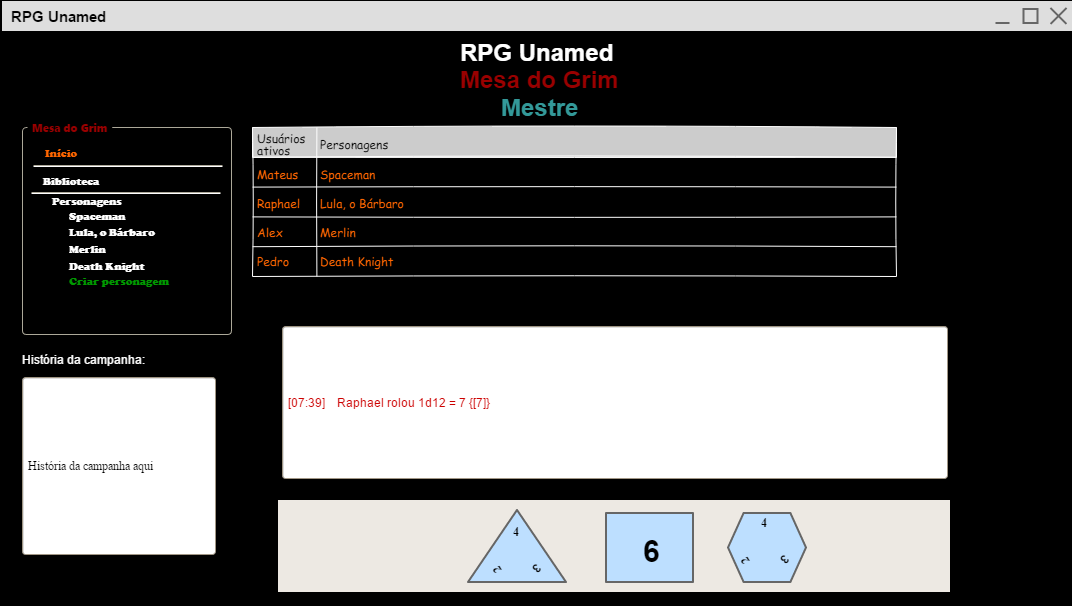 RPG Unamed
RPG Unamed
Mesa do Grim
Mestre
Mesa do Grim
Início
Biblioteca
Personagens
Spaceman
Lula, o Bárbaro
Merlin
Death Knight
Criar personagem
Usuários ativos
Personagens
Mateus
Spaceman
Raphael
Lula, o Bárbaro
Alex
Merlin
Pedro
Death Knight
História da campanha:
História da campanha aqui
[07:39] Raphael rolou 1d12 = 7 {[7]}
4
2
3
6
4
2
3